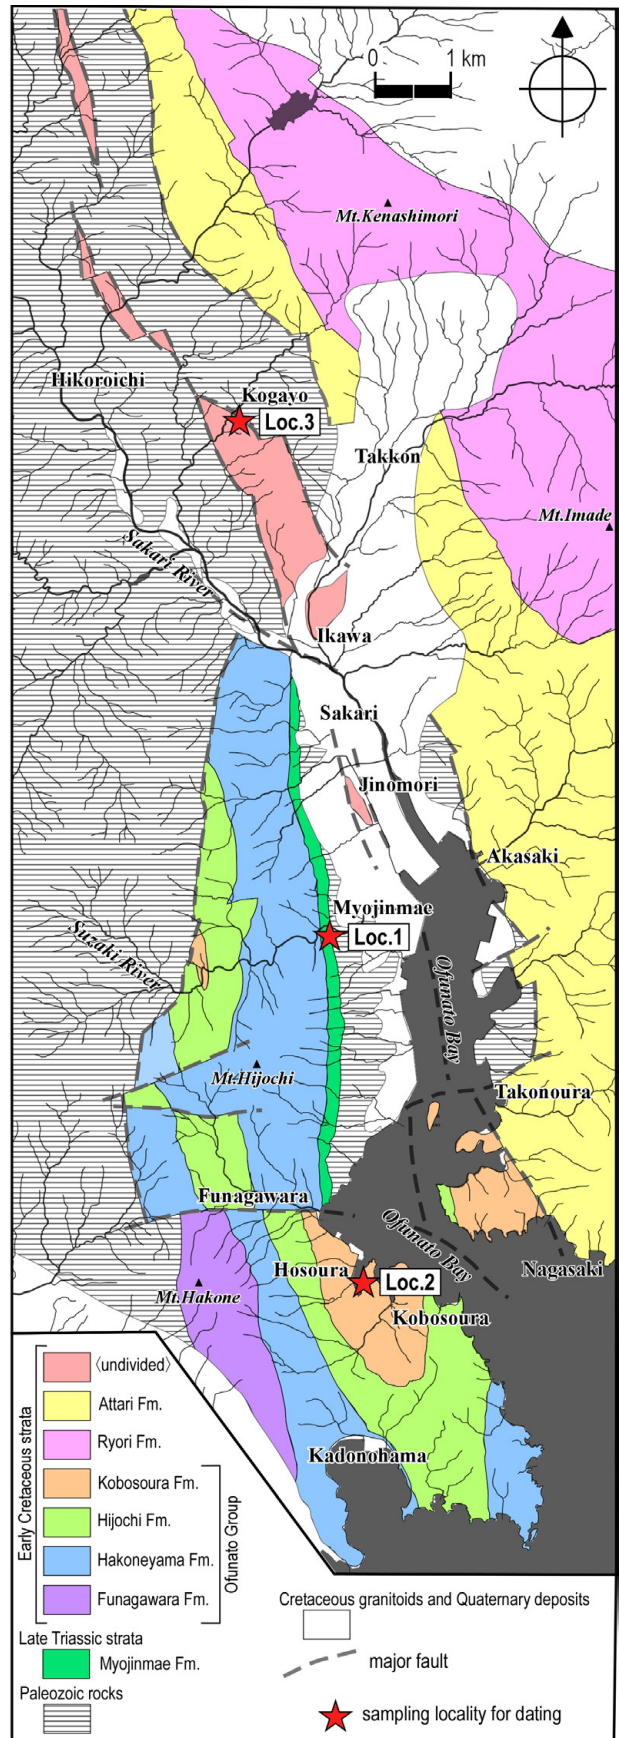 0 1 km
Mt.Kenashimori
Hikoroichi
Kogayo
Loc.3
Takkon
Mt.Imade
Sakari River
Ikawa
Sakari
Jinomori
Akasaki
Myojinmae
Loc.1
Suzaki River
Ofunato Bay
Mt.Hijochi
Takonoura
Funagawara
Ofunato Bay
Hosoura
Nagasaki
Loc.2
Mt.Hakone
Kobosoura
Kadonohama
Early Cretaceous strata
〈undivided〉
Attari Fm.
Ryori Fm.
Kobosoura Fm.
Hijochi Fm.
Hakoneyama Fm.
Funagawara Fm.
Ofunato Group
Late Triassic strata
Myojinmae Fm.
Paleozoic rocks
Cretaceous granitoids and Quaternary deposits
major fault
sampling locality for dating